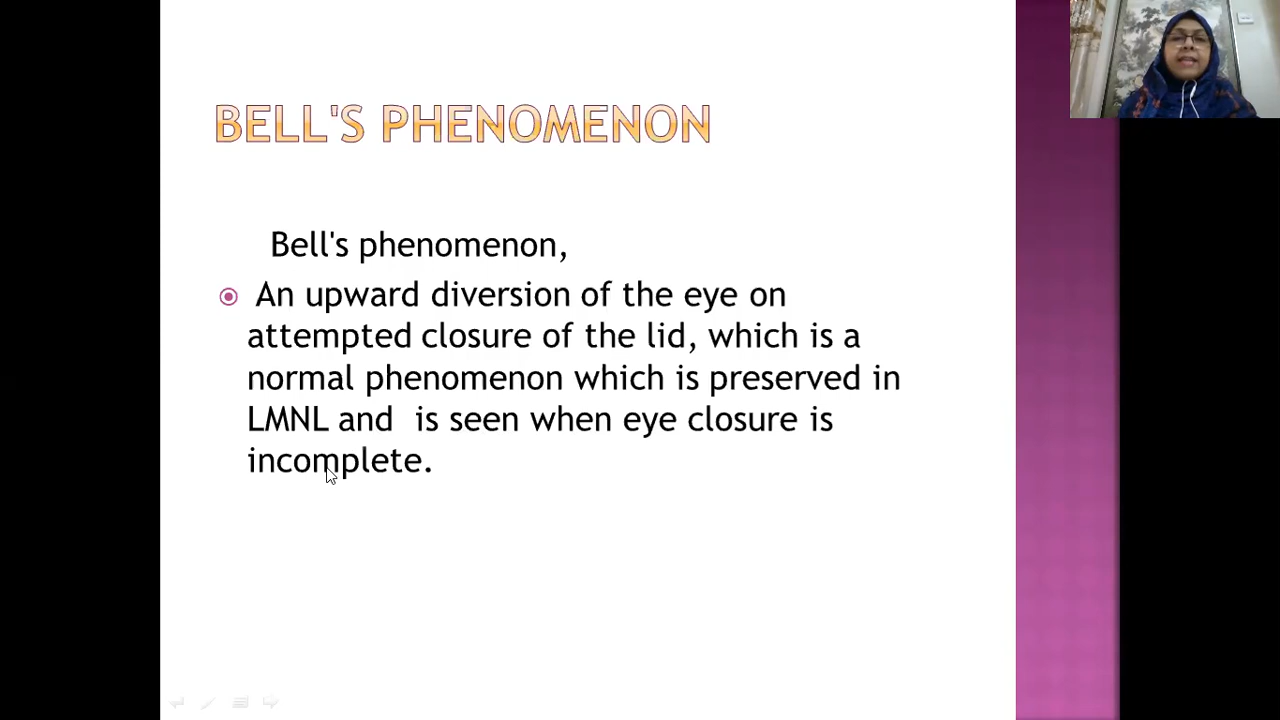 BELL'S PHENOMENON
Bell's phenomenon,
An upward diversion of the eye on
attempted closure of the lid, which is a
normal phenomenon which is preserved in
LMNL and  is seen when eye closure is
incomplete.